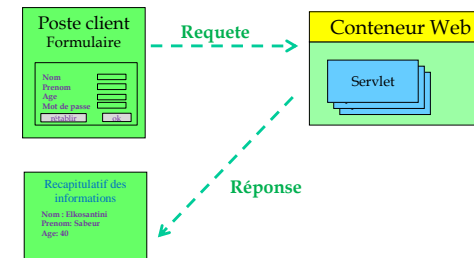 Poste client
Formulaire
Nom
Prenom
Age
Mot de passe
rétablir
ok
Requete
Conteneur Web
Servlet
Réponse
Recapitulatif des
informations
Nom : Elkosantini
Prenom: Sabeur
Age: 40